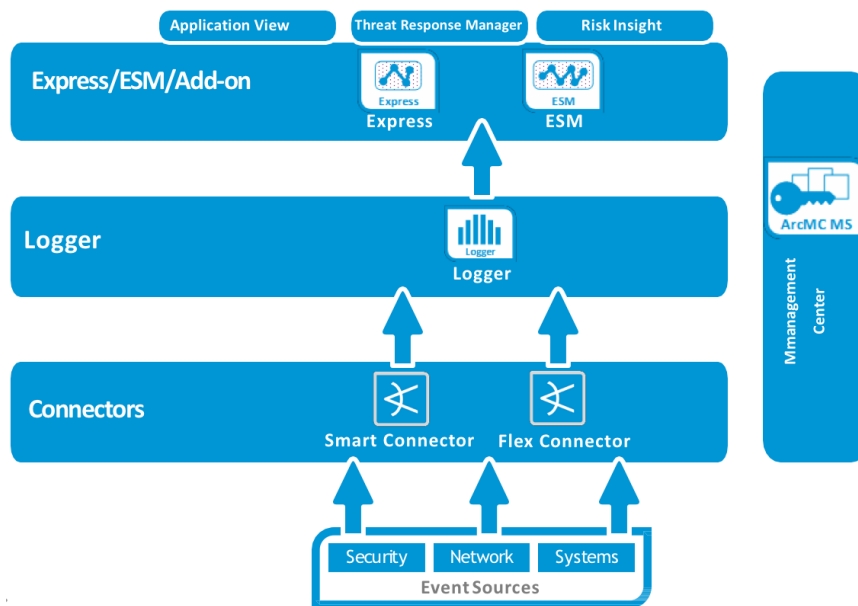 Application View
Threat Response Manager
Risk Insight
Express/ESM/Add-on
Express
ESM
Express
ESM
ArcMC MS
Mmanagement
Center
Logger
Logger
Logger
Connectors
Smart Connector
Flex Connector
Security
Network
Systems
Event Sources